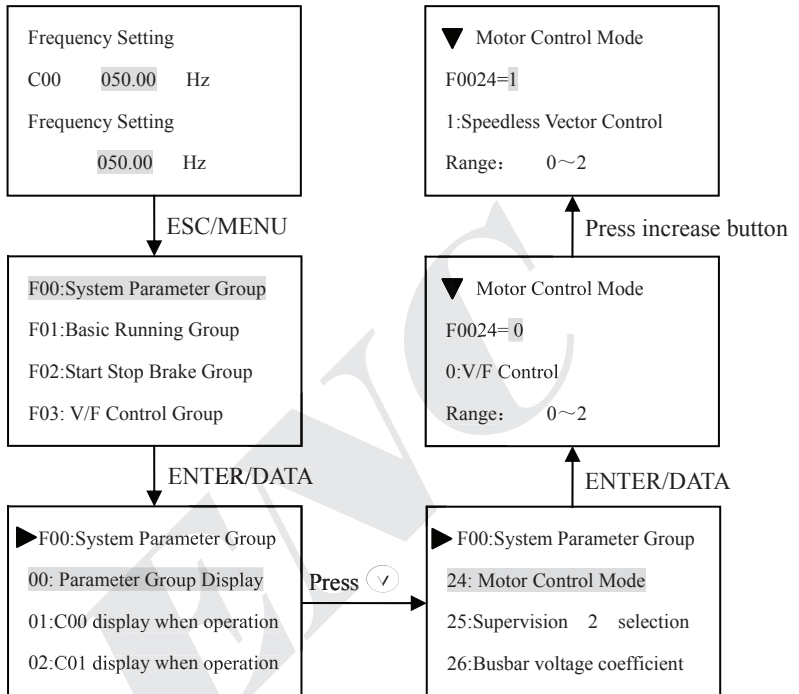 Frequency Setting
C00 050.00 Hz
Frequency Setting
050.00 Hz
ESC/MENU
F00:System Parameter Group
F01:Basic Running Group
F02:Start Stop Brake Group
F03: V/F Control Group
ENTER/DATA
▶F00:System Parameter Group
00: Parameter Group Display
01:C00 display when operation
02:C01 display when operation
Press
▶ F00:System Parameter Group
24: Motor Control Mode
25:Supervision 2 selection
26:Busbar voltage coefficient
ENTER/DATA
▼ Motor Control Mode
F0024= 0
0:V/F Control
Range: 0～2
Press increase button
▼ Motor Control Mode
F0024=1
1:Speedless Vector Control
Range: 0～2
ENC